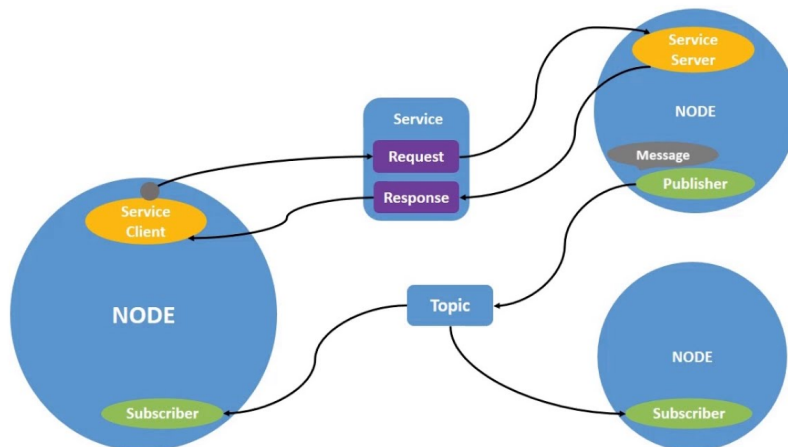 Service
Server
NODE
Message
Publisher
Service
Request
Response
Service
Client
NODE
Subscriber
Topic
NODE
Subscriber